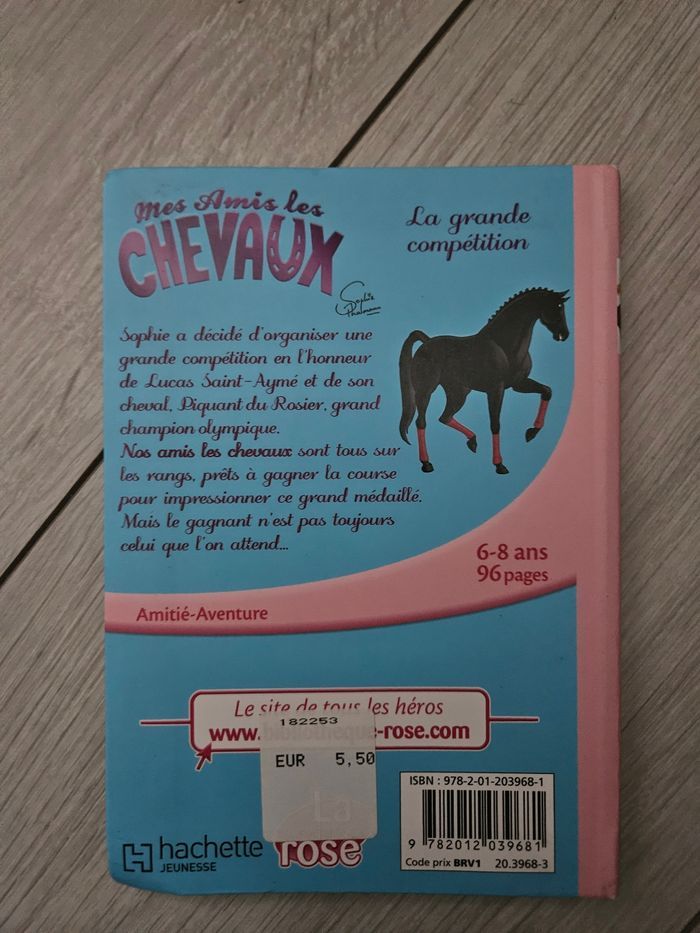 Mes Amis les
CHEVAUX
Sophie
Thalmann
La grande
compétition
Sophie a décidé d'organiser une
grande compétition en l'honneur
de Lucas Saint-Aymé et de son
cheval, Piquant du Rosier, grand
champion olympique.
Nos amis les chevaux sont tous sur
les rangs, prêts à gagner la course
pour impressionner ce grand médaillé.
Mais le gagnant n'est pas toujours
celui que l'on attend...
6-8 ans
96 pages
Amitié-Aventure
Le site de tous les héros
www.bibliotheque-rose.com
182253
EUR 5,50
La
rose
hachette
JEUNESSE
ISBN : 978-2-01-203968-1
9 782012 039681
Code prix BRV1 20.3968-3